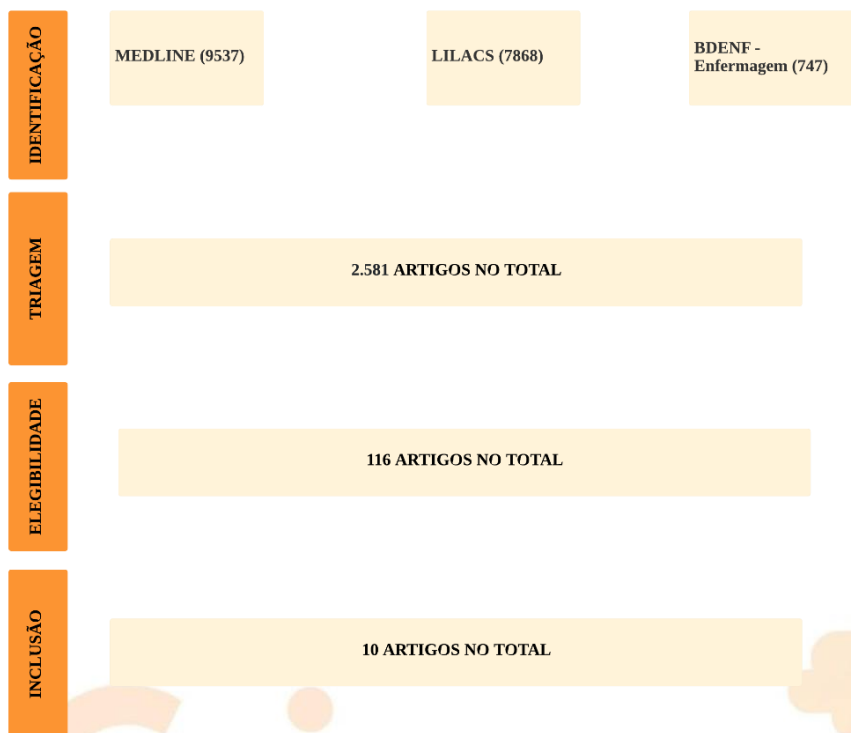 IDENTIFICAÇÃO
MEDLINE (9537)
LILACS (7868)
BDENF -
Enfermagem (747)
TRIAGEM
2.581 ARTIGOS NO TOTAL
ELEGIBILIDADE
116 ARTIGOS NO TOTAL
INCLUSÃO
10 ARTIGOS NO TOTAL